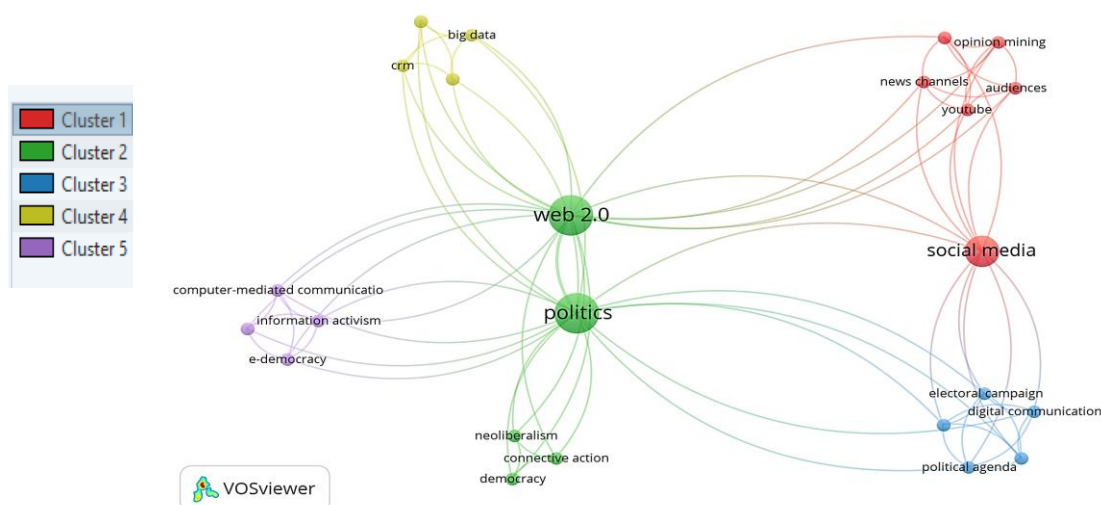 Cluster 1
Cluster 2
Cluster 3
Cluster 4
Cluster 5
big data
crm
opinion mining
news channels
audiences
youtube
web 2.0
social media
politics
computer-mediated communicatio
information activism
e-democracy
neoliberalism
connective action
democracy
electoral campaign
digital communication
political agenda
VOSviewer